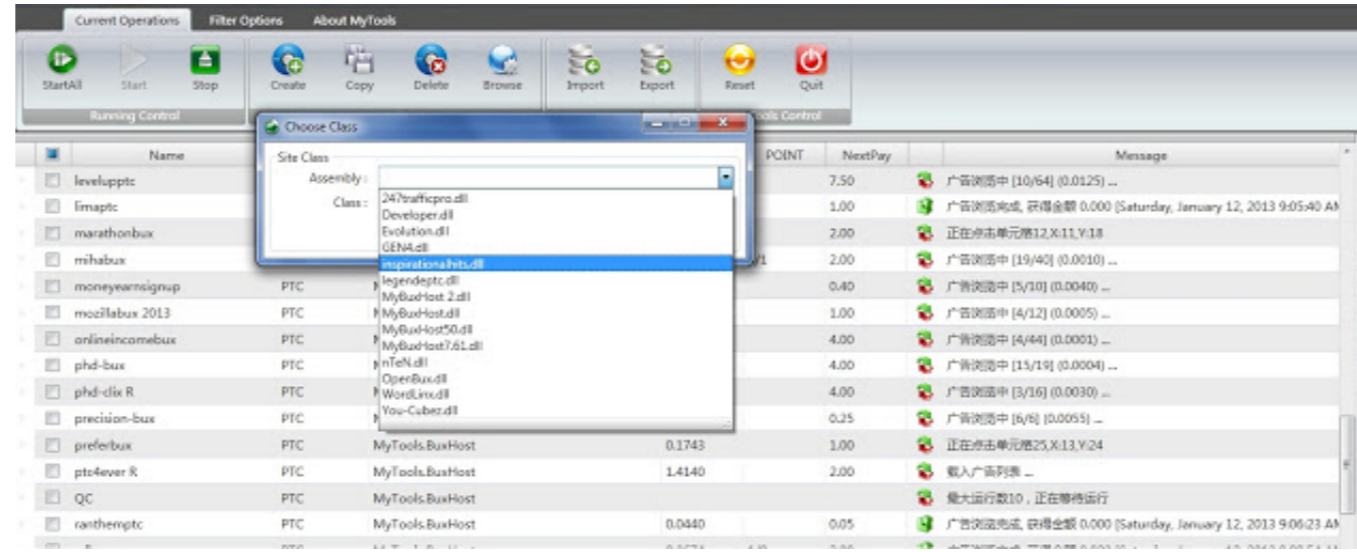 Current Operations Filter Options About MyTools
StartAll Start Stop Create Copy Delete Browse Import Export Reset Quit
Running Control ols Control
Choose Class
Name POINT NextPay Message
Site Class
Assembly :
Class :
247trafficpro.dll
Developer.dll
Evolution.dll
GEN4.dll
inspirationalhits.dll
legendeptc.dll
MyBuxHost 2.dll
MyBuxHost.dll
MyBuxHost50.dll
MyBuxHost7.61.dll
nTeN.dll
OpenBux.dll
WordLinx.dll
You-Cubez.dll
levelupptc 7.50 广告浏览中 [10/64] (0.0125) ...
limaptc 1.00 广告浏览完成, 获得金额 0.000 [Saturday, January 12, 2013 9:05:40 AM
marathonbux 2.00 正在点击单元格12,X:11,Y:18
mihabux /1 2.00 广告浏览中 [19/40] (0.0010) ...
moneyearnsignup PTC 0.40 广告浏览中 [5/10] (0.0040) ...
mozillabux 2013 PTC 1.00 广告浏览中 [4/12] (0.0005) ...
onlineincomebux PTC 4.00 广告浏览中 [4/44] (0.0001) ...
phd-bux PTC 4.00 广告浏览中 [15/19] (0.0004) ...
phd-clix R PTC 4.00 广告浏览中 [3/16] (0.0030) ...
precision-bux PTC 0.25 广告浏览中 [6/6] (0.0055) ...
preferbux PTC MyTools.BuxHost 0.1743 1.00 正在点击单元格25,X:13,Y:24
ptc4ever R PTC MyTools.BuxHost 1.4140 2.00 载入广告列表 ...
QC PTC MyTools.BuxHost 最大运行数10，正在等待运行
ranthemptc PTC MyTools.BuxHost 0.0440 0.05 广告浏览完成, 获得金额 0.000 [Saturday, January 12, 2013 9:06:23 AM